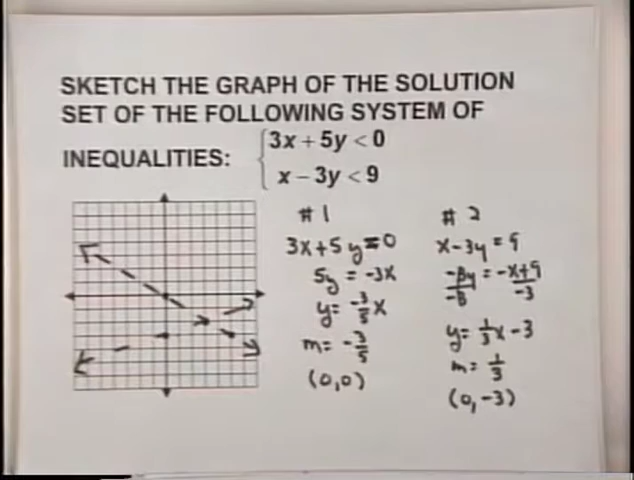 SKETCH THE GRAPH OF THE SOLUTION
SET OF THE FOLLOWING SYSTEM OF
INEQUALITIES: { 3x + 5y < 0
x − 3y < 9
#1
3x+5y=0
5y = -3x
y = -3/5 x
m = -3/5
(0,0)
#2
x-3y=9
-3y/-3 = -x+9/-3
y = 1/3 x - 3
m = 1/3
(0,-3)